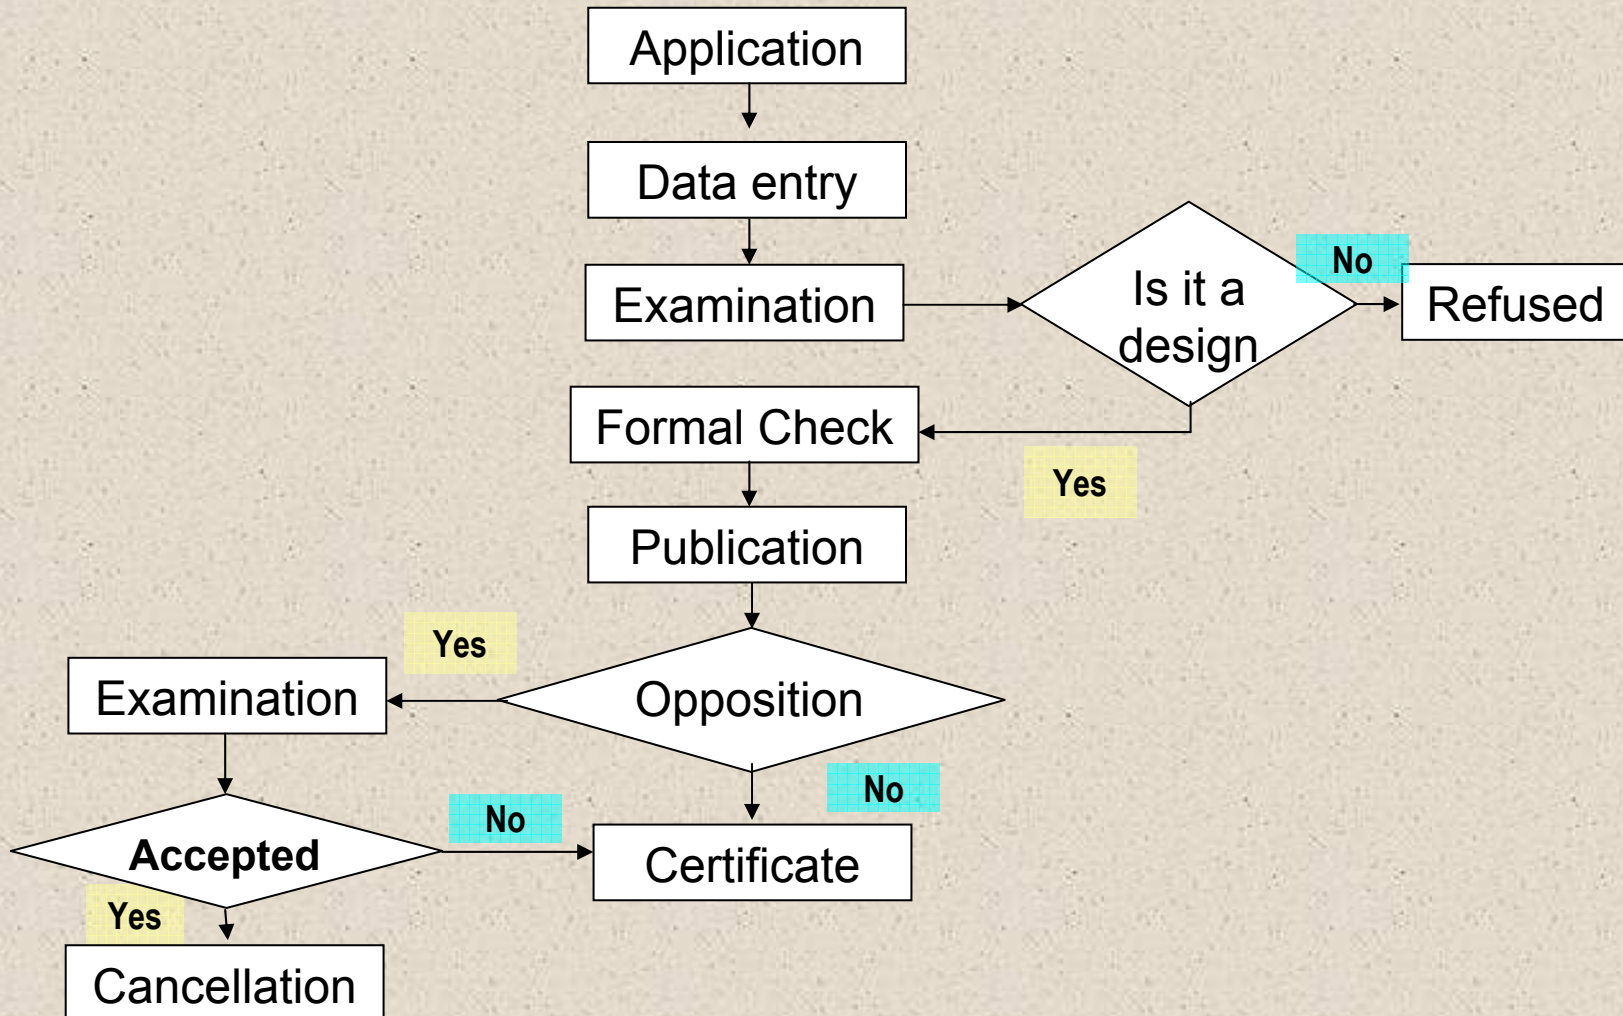 Application
Data entry
Examination
Is it a
design
No
Refused
Formal Check
Yes
Publication
Opposition
Yes
Examination
No
Accepted
No
Certificate
Yes
Cancellation